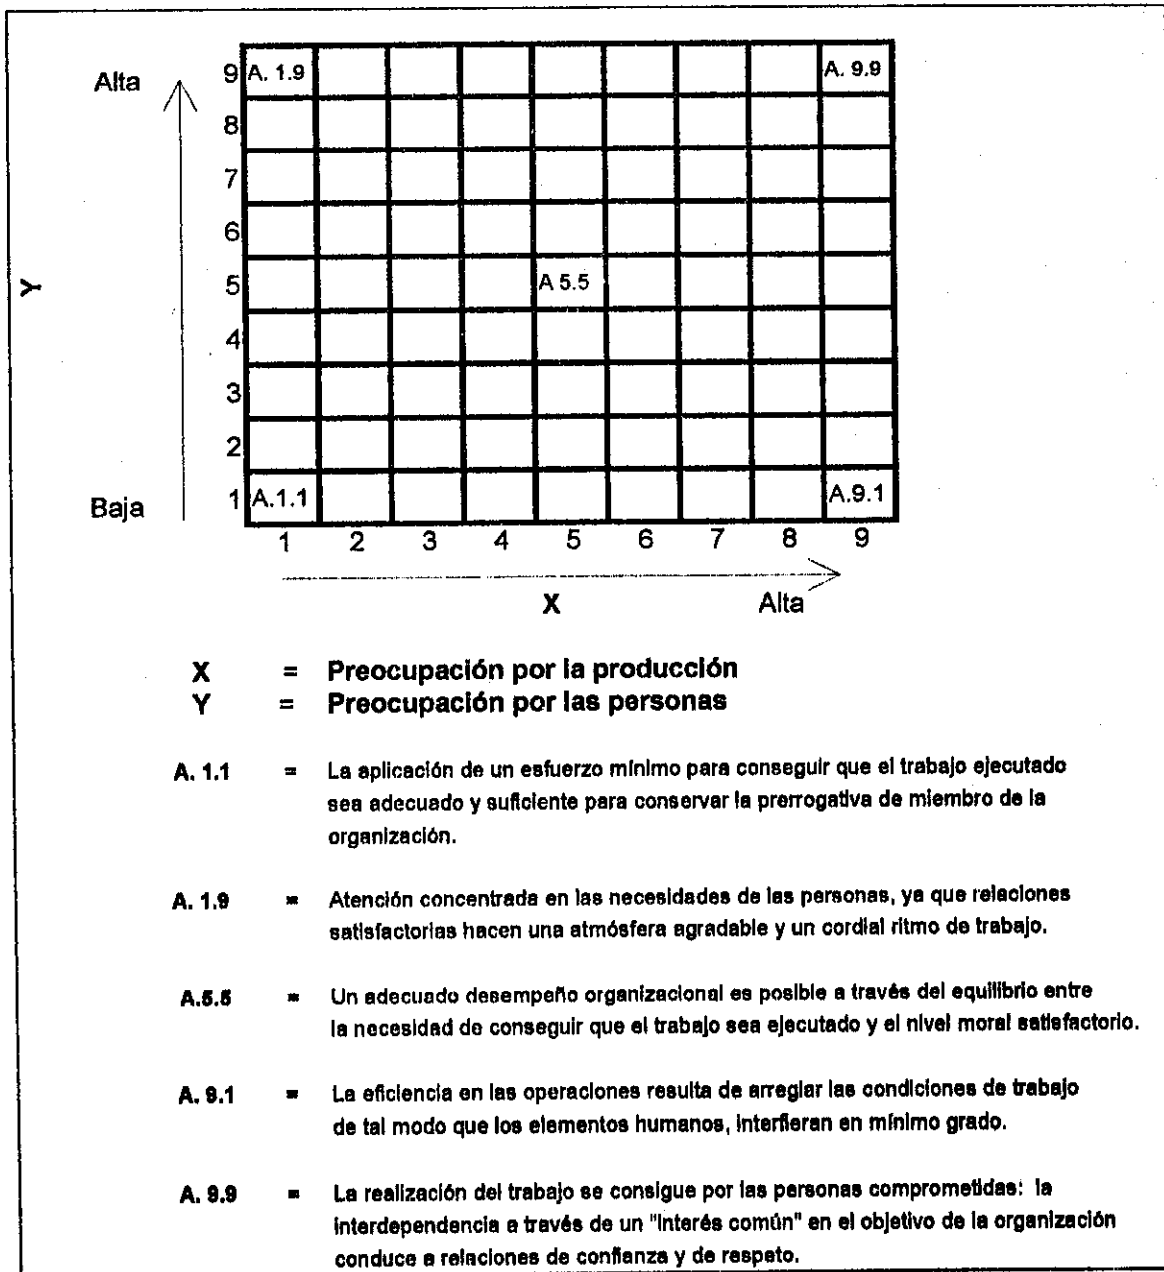 Alta
9 A. 1.9 A. 9.9
8
7
6
Y
5 A 5.5
4
3
2
Baja
1 A.1.1 A.9.1
1 2 3 4 5 6 7 8 9
X Alta
X = Preocupación por la producción
Y = Preocupación por las personas
A. 1.1 = La aplicación de un esfuerzo mínimo para conseguir que el trabajo ejecutado
sea adecuado y suficiente para conservar la prerrogativa de miembro de la
organización.
A. 1.9 = Atención concentrada en las necesidades de las personas, ya que relaciones
satisfactorias hacen una atmósfera agradable y un cordial ritmo de trabajo.
A.5.5 = Un adecuado desempeño organizacional es posible a través del equilibrio entre
la necesidad de conseguir que el trabajo sea ejecutado y el nivel moral satisfactorio.
A. 9.1 = La eficiencia en las operaciones resulta de arreglar las condiciones de trabajo
de tal modo que los elementos humanos, interfieran en mínimo grado.
A. 9.9 = La realización del trabajo se consigue por las personas comprometidas: la
interdependencia a través de un "interés común" en el objetivo de la organización
conduce a relaciones de confianza y de respeto.